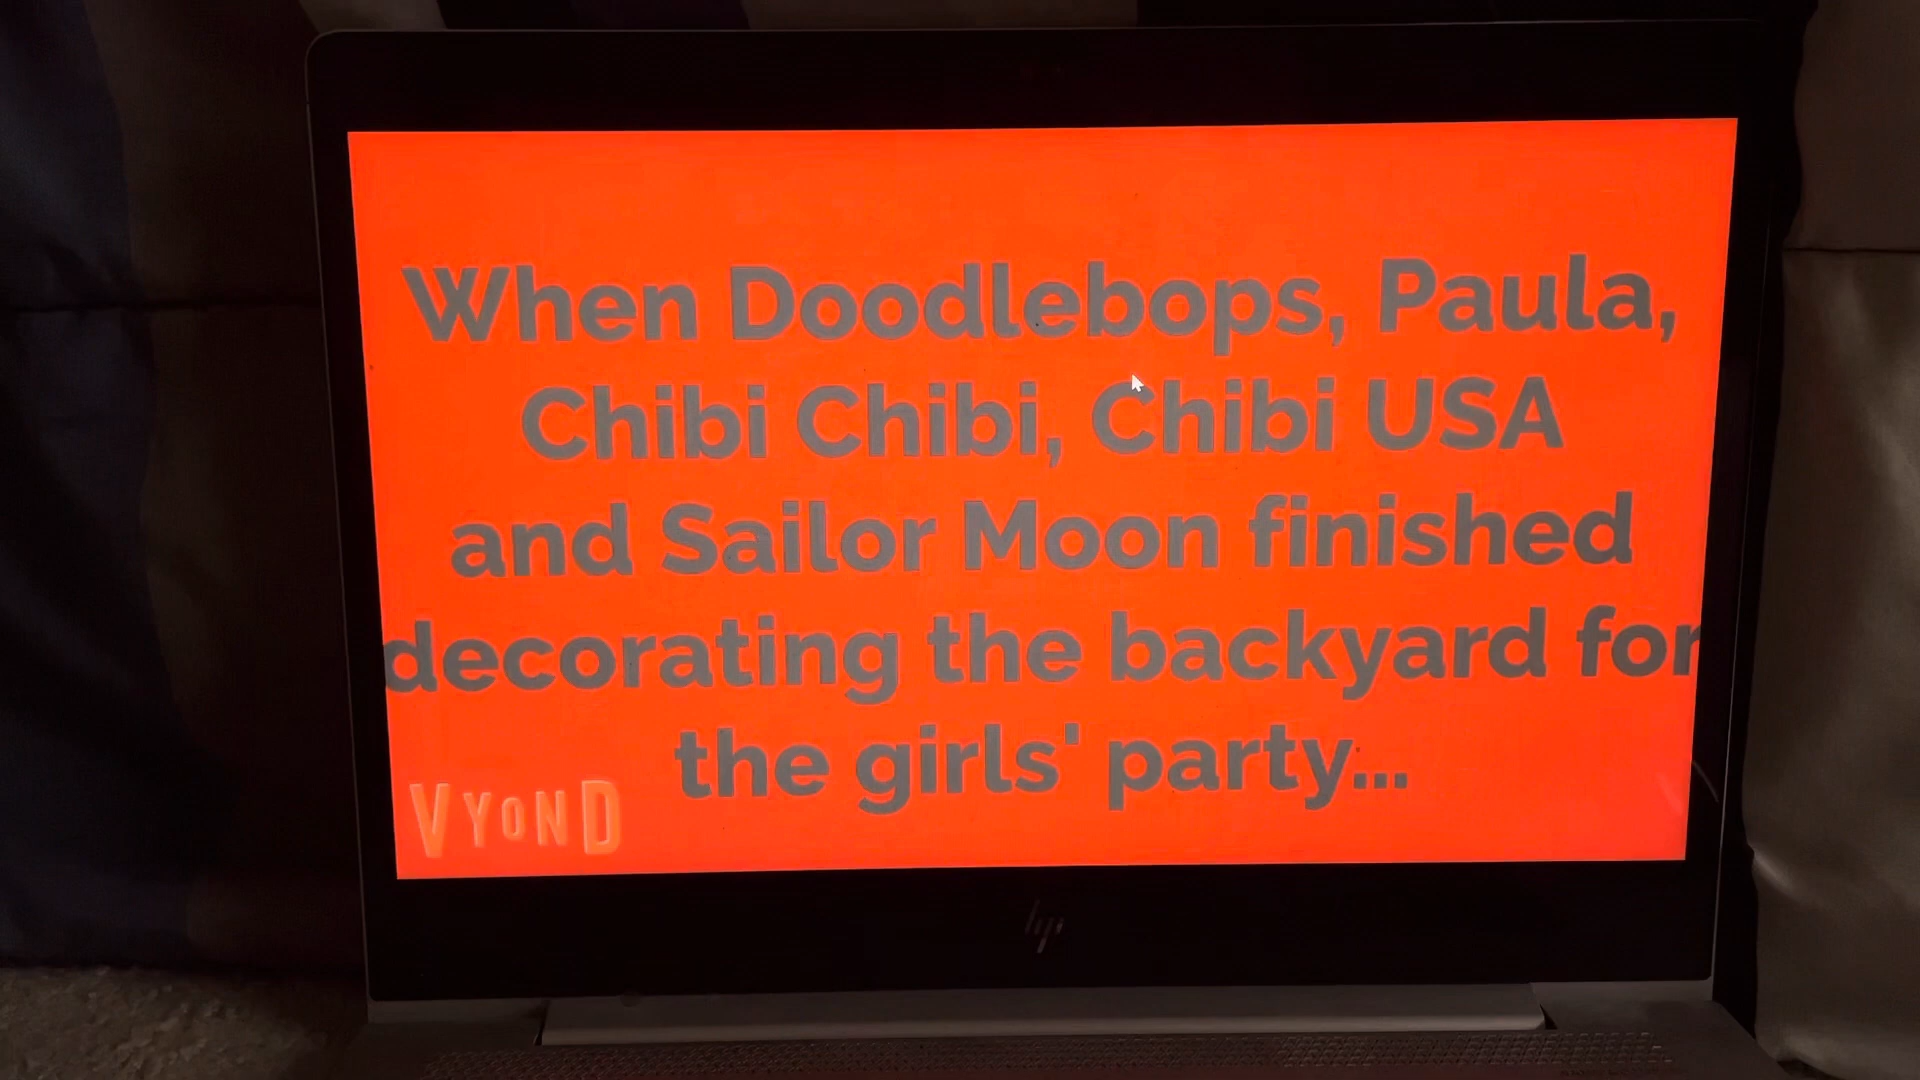 When Doodlebops, Paula,
Chibi Chibi, Chibi USA
and Sailor Moon finished
decorating the backyard for
the girls' party...
VYOND
hp